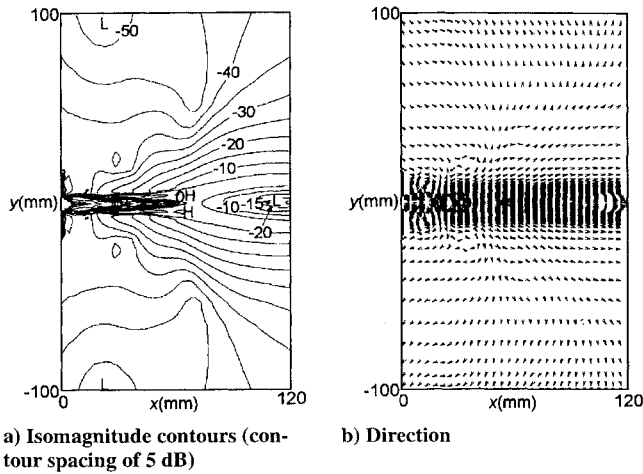 100
L -50
-40
-30
-20
-10
0H
H
y(mm)
-10 -15 L
-20
-100
L
0
x(mm)
120
a) Isomagnitude contours (con-
tour spacing of 5 dB)
100
y(mm)
-100
0
x(mm)
120
b) Direction